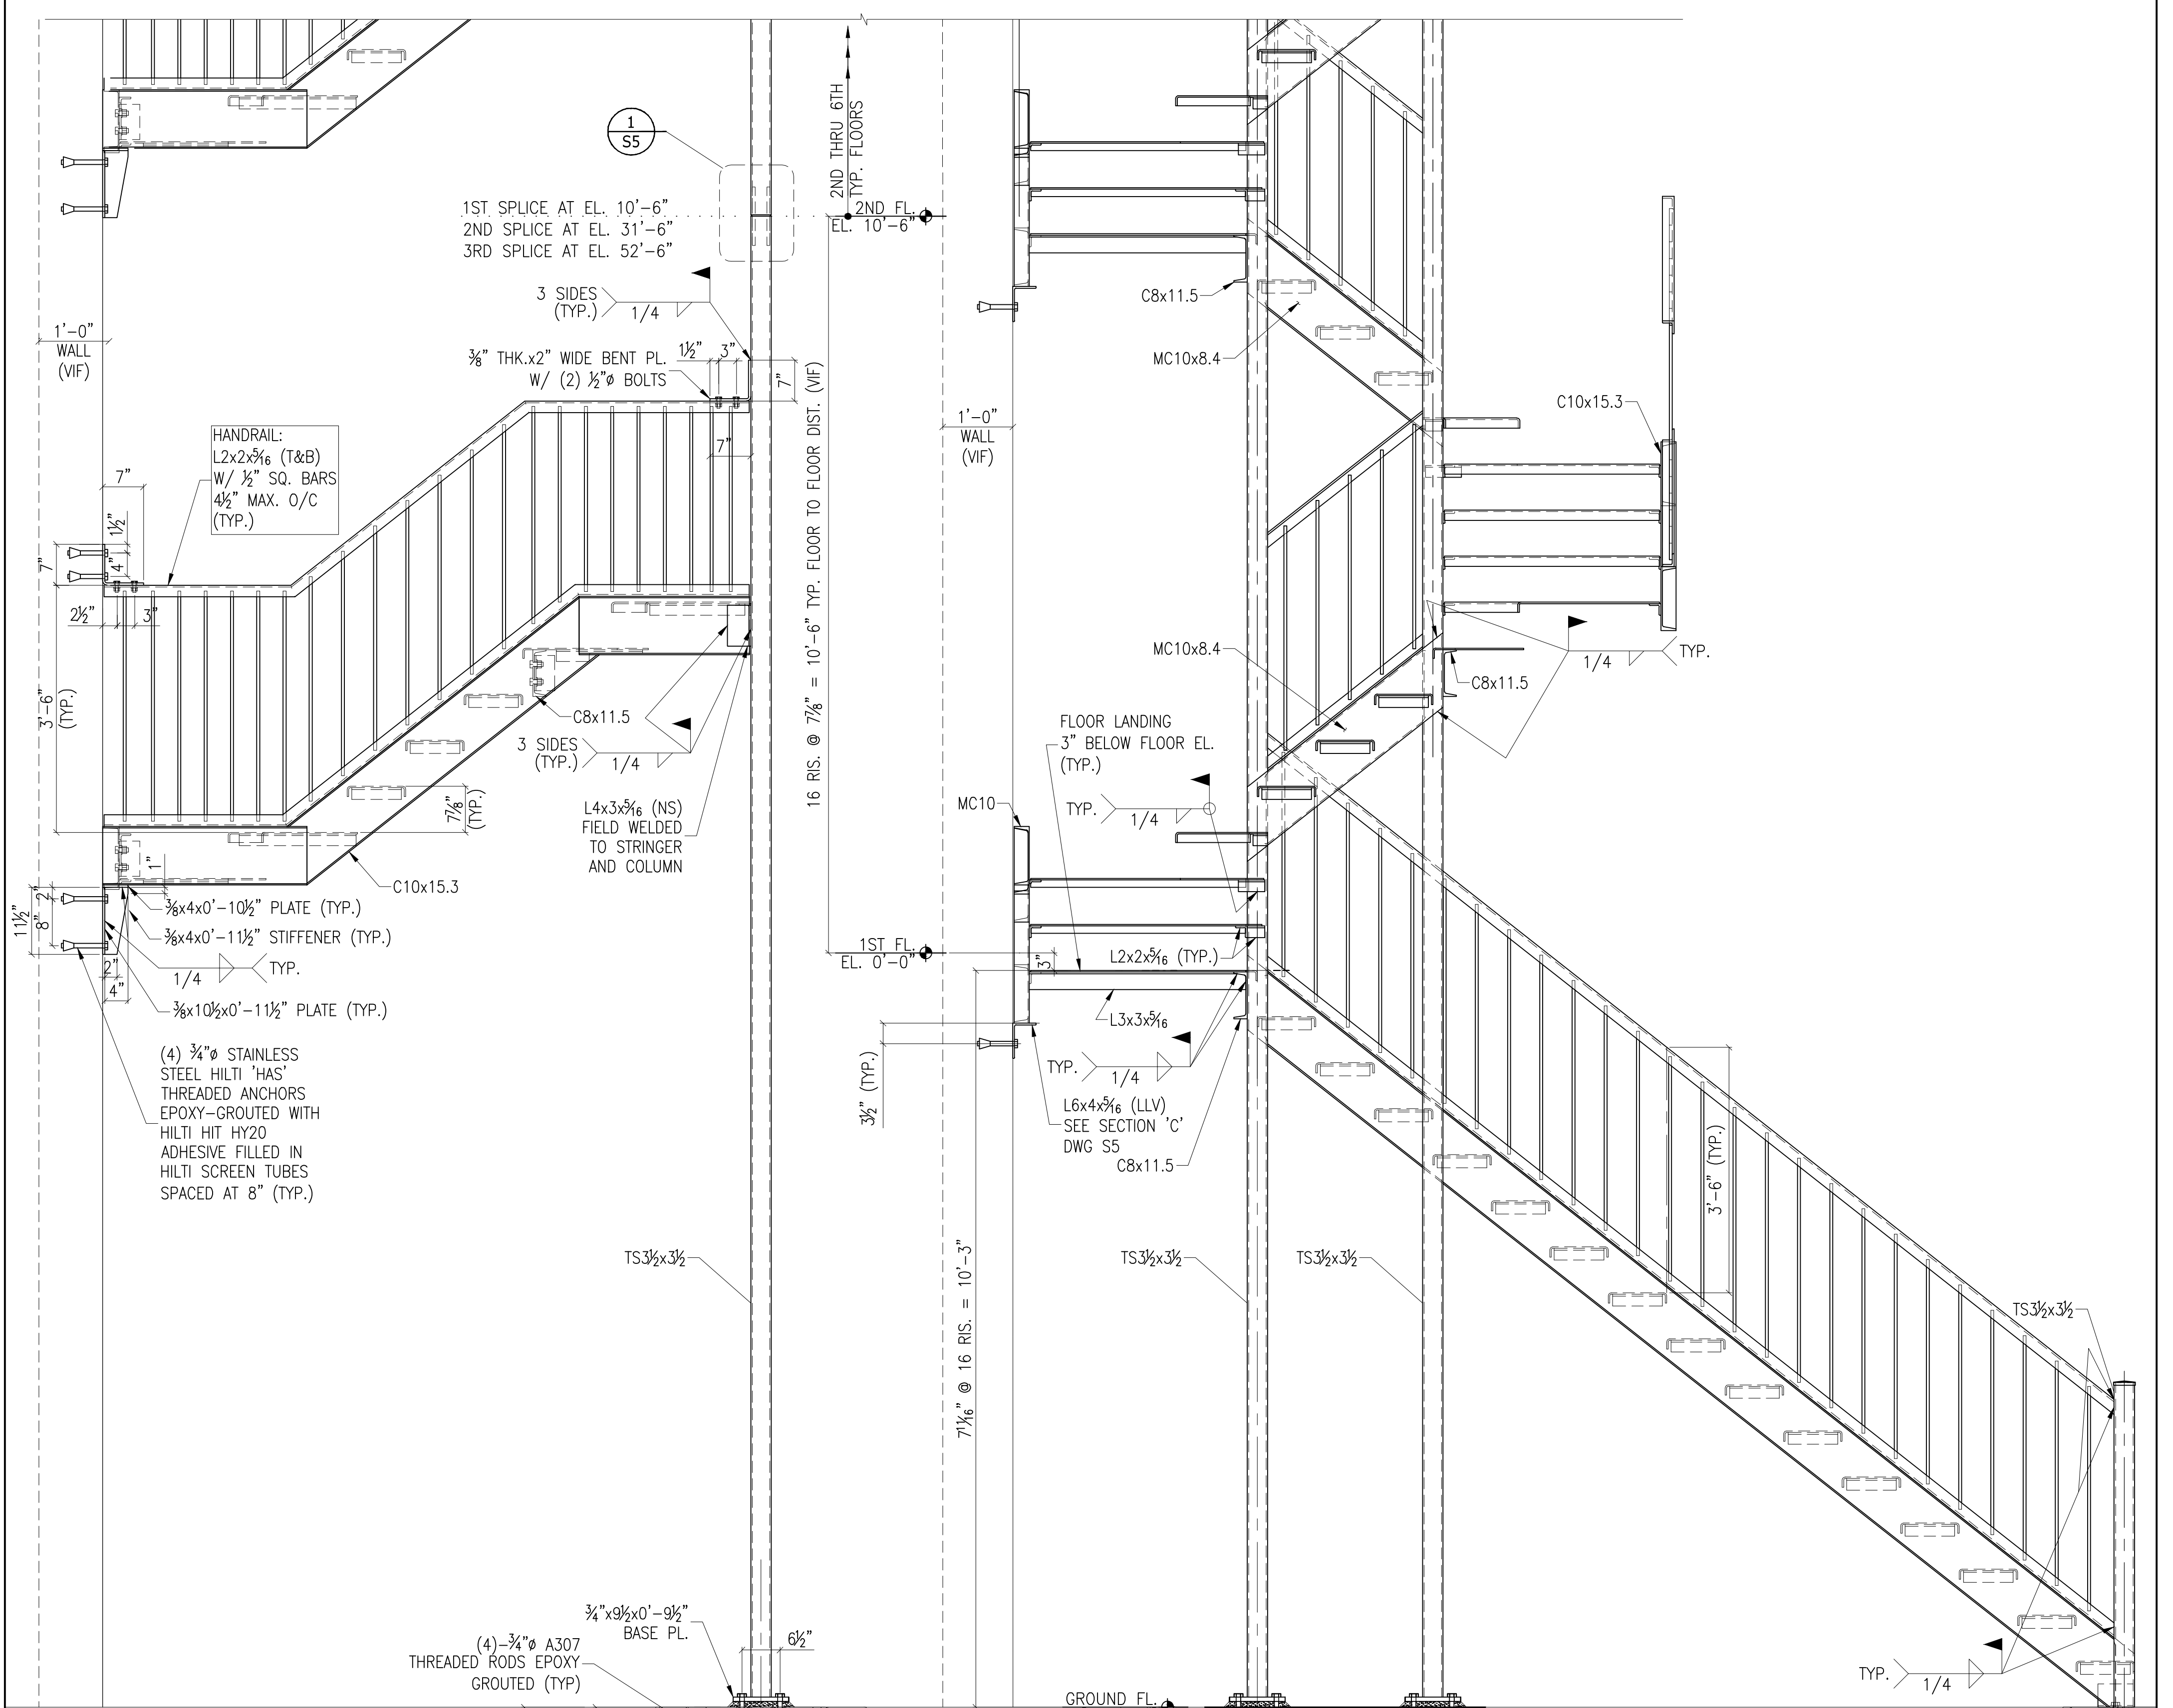 1
S5
1ST SPLICE AT EL. 10'-6"
2ND SPLICE AT EL. 31'-6"
3RD SPLICE AT EL. 52'-6"
2ND THRU 6TH
TYP. FLOORS
2ND FL.
EL. 10'-6"
3 SIDES
(TYP.)
1/4
1'-0"
WALL
(VIF)
⅜" THK.x2" WIDE BENT PL.
W/ (2) ½"ø BOLTS
1½"
3"
7"
7"
HANDRAIL:
L2x2x5/16 (T&B)
W/ ½" SQ. BARS
4½" MAX. O/C
(TYP.)
7"
1½"
4"
7"
2½"
3"
3'-6"
(TYP.)
16 RIS. @ 7⅞" = 10'-6" TYP. FLOOR TO FLOOR DIST. (VIF)
1'-0"
WALL
(VIF)
C8x11.5
MC10x8.4
C10x15.3
MC10x8.4
1/4
TYP.
C8x11.5
C8x11.5
3 SIDES
(TYP.)
1/4
7⅞"
(TYP.)
L4x3x5/16 (NS)
FIELD WELDED
TO STRINGER
AND COLUMN
FLOOR LANDING
3" BELOW FLOOR EL.
(TYP.)
MC10
TYP.
1/4
1"
C10x15.3
11½"
2"
8"
⅜x4x0'-10½" PLATE (TYP.)
⅜x4x0'-11½" STIFFENER (TYP.)
1/4
TYP.
2"
4"
⅜x10½x0'-11½" PLATE (TYP.)
1ST FL.
EL. 0'-0"
3"
L2x2x5/16 (TYP.)
L3x3x5/16
TYP.
1/4
3½" (TYP.)
L6x4x5/16 (LLV)
SEE SECTION 'C'
DWG S5
C8x11.5
(4) ¾"ø STAINLESS
STEEL HILTI 'HAS'
THREADED ANCHORS
EPOXY-GROUTED WITH
HILTI HIT HY20
ADHESIVE FILLED IN
HILTI SCREEN TUBES
SPACED AT 8" (TYP.)
3'-6" (TYP.)
TS3½x3½
TS3½x3½
TS3½x3½
TS3½x3½
7 11/16" @ 16 RIS. = 10'-3"
¾"x9½x0'-9½"
BASE PL.
6½"
(4)-¾"ø A307
THREADED RODS EPOXY
GROUTED (TYP)
GROUND FL.
TYP.
1/4